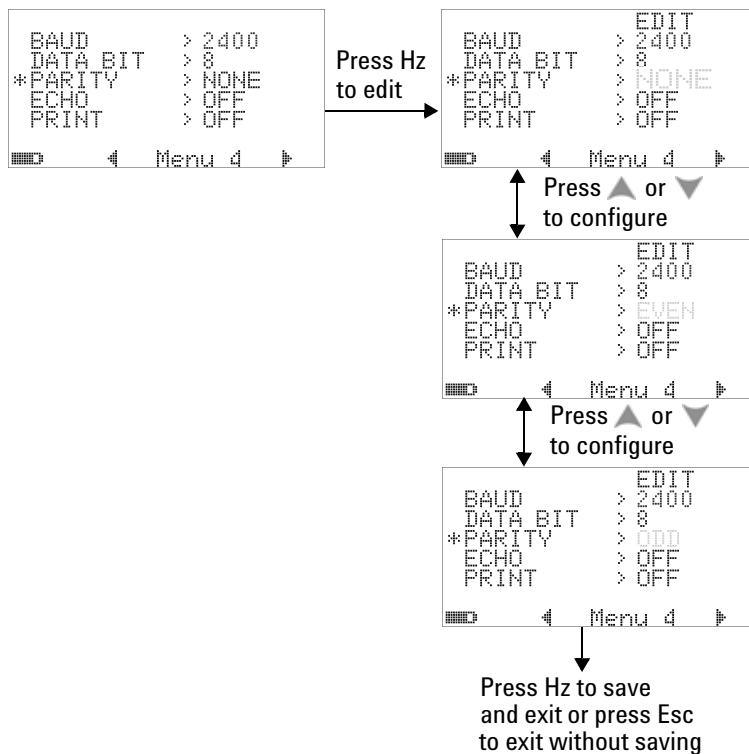 BAUD > 2400
DATA BIT > 8
*PARITY > NONE
ECHO > OFF
PRINT > OFF
Menu 4
Press Hz
to edit
EDIT
BAUD > 2400
DATA BIT > 8
*PARITY > NONE
ECHO > OFF
PRINT > OFF
Menu 4
Press ▲ or ▼
to configure
EDIT
BAUD > 2400
DATA BIT > 8
*PARITY > EVEN
ECHO > OFF
PRINT > OFF
Menu 4
Press ▲ or ▼
to configure
EDIT
BAUD > 2400
DATA BIT > 8
*PARITY > ODD
ECHO > OFF
PRINT > OFF
Menu 4
Press Hz to save
and exit or press Esc
to exit without saving